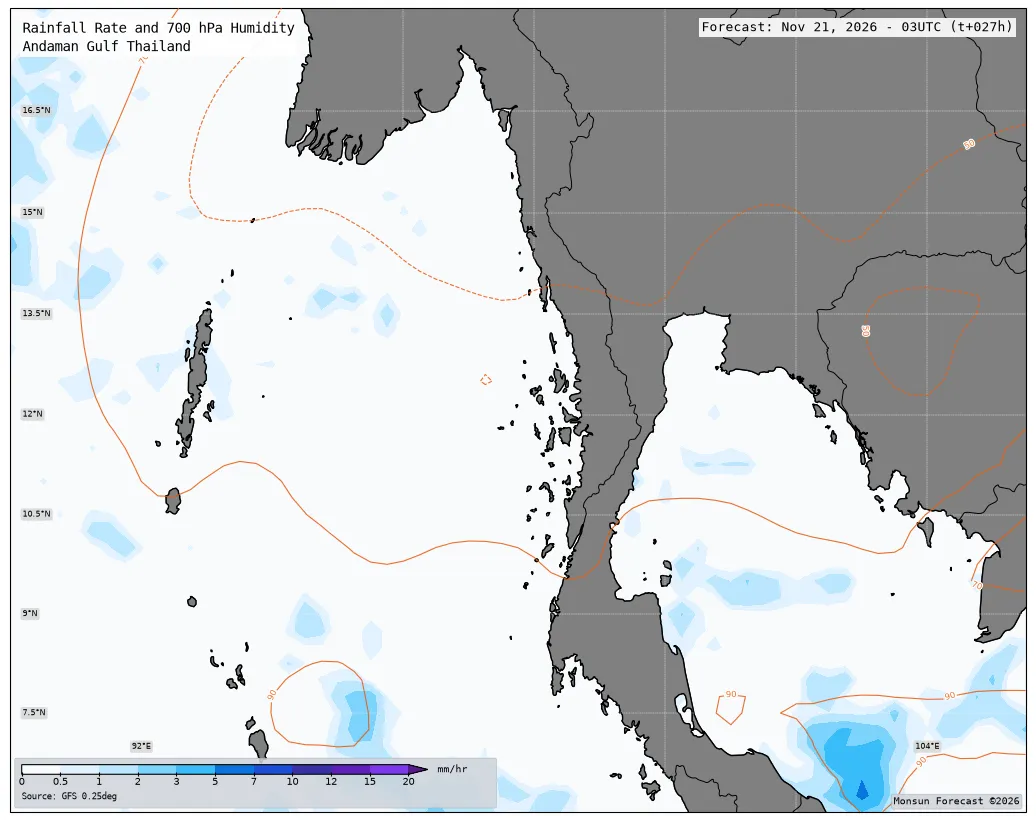 Rainfall Rate and 700 hPa Humidity
Andaman Gulf Thailand
Forecast: Nov 21, 2026 - 03UTC (t+027h)
16.5°N
50
15°N
13.5°N
50
12°N
10.5°N
70
9°N
90
90
90
7.5°N
92°E
104°E
90
0 0.5 1 2 3 5 7 10 12 15 20 mm/hr
Source: GFS 0.25deg
Monsun Forecast ©2026